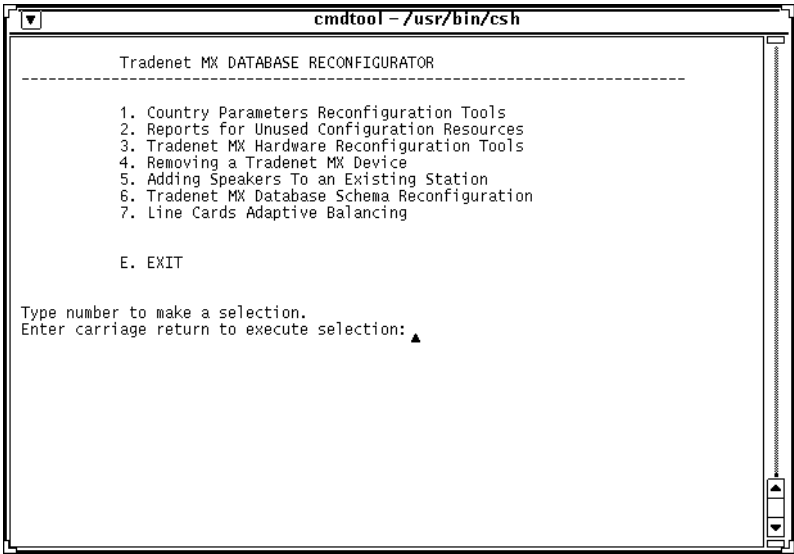 cmdtool – /usr/bin/csh
Tradenet MX DATABASE RECONFIGURATOR
-------------------------------------------------------------------------------
1. Country Parameters Reconfiguration Tools
2. Reports for Unused Configuration Resources
3. Tradenet MX Hardware Reconfiguration Tools
4. Removing a Tradenet MX Device
5. Adding Speakers To an Existing Station
6. Tradenet MX Database Schema Reconfiguration
7. Line Cards Adaptive Balancing
E. EXIT
Type number to make a selection.
Enter carriage return to execute selection: